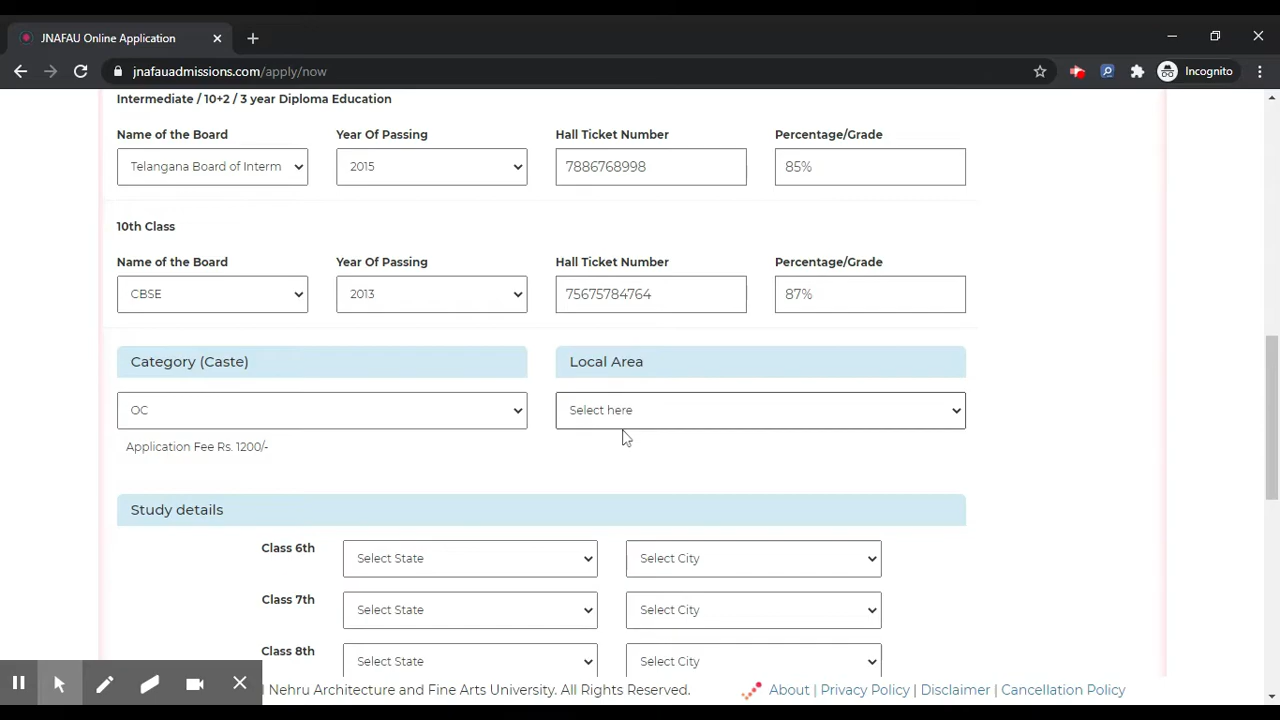 JNAFAU Online Application
jnafauadmissions.com/apply/now
Incognito
Intermediate / 10+2 / 3 year Diploma Education
Name of the Board Year Of Passing Hall Ticket Number Percentage/Grade
Telangana Board of Interm 2015 7886768998 85%
10th Class
Name of the Board Year Of Passing Hall Ticket Number Percentage/Grade
CBSE 2013 75675784764 87%
Category (Caste) Local Area
OC Select here
Application Fee Rs. 1200/-
Study details
Class 6th Select State Select City
Class 7th Select State Select City
Class 8th Select State Select City
Nehru Architecture and Fine Arts University. All Rights Reserved. About | Privacy Policy | Disclaimer | Cancellation Policy